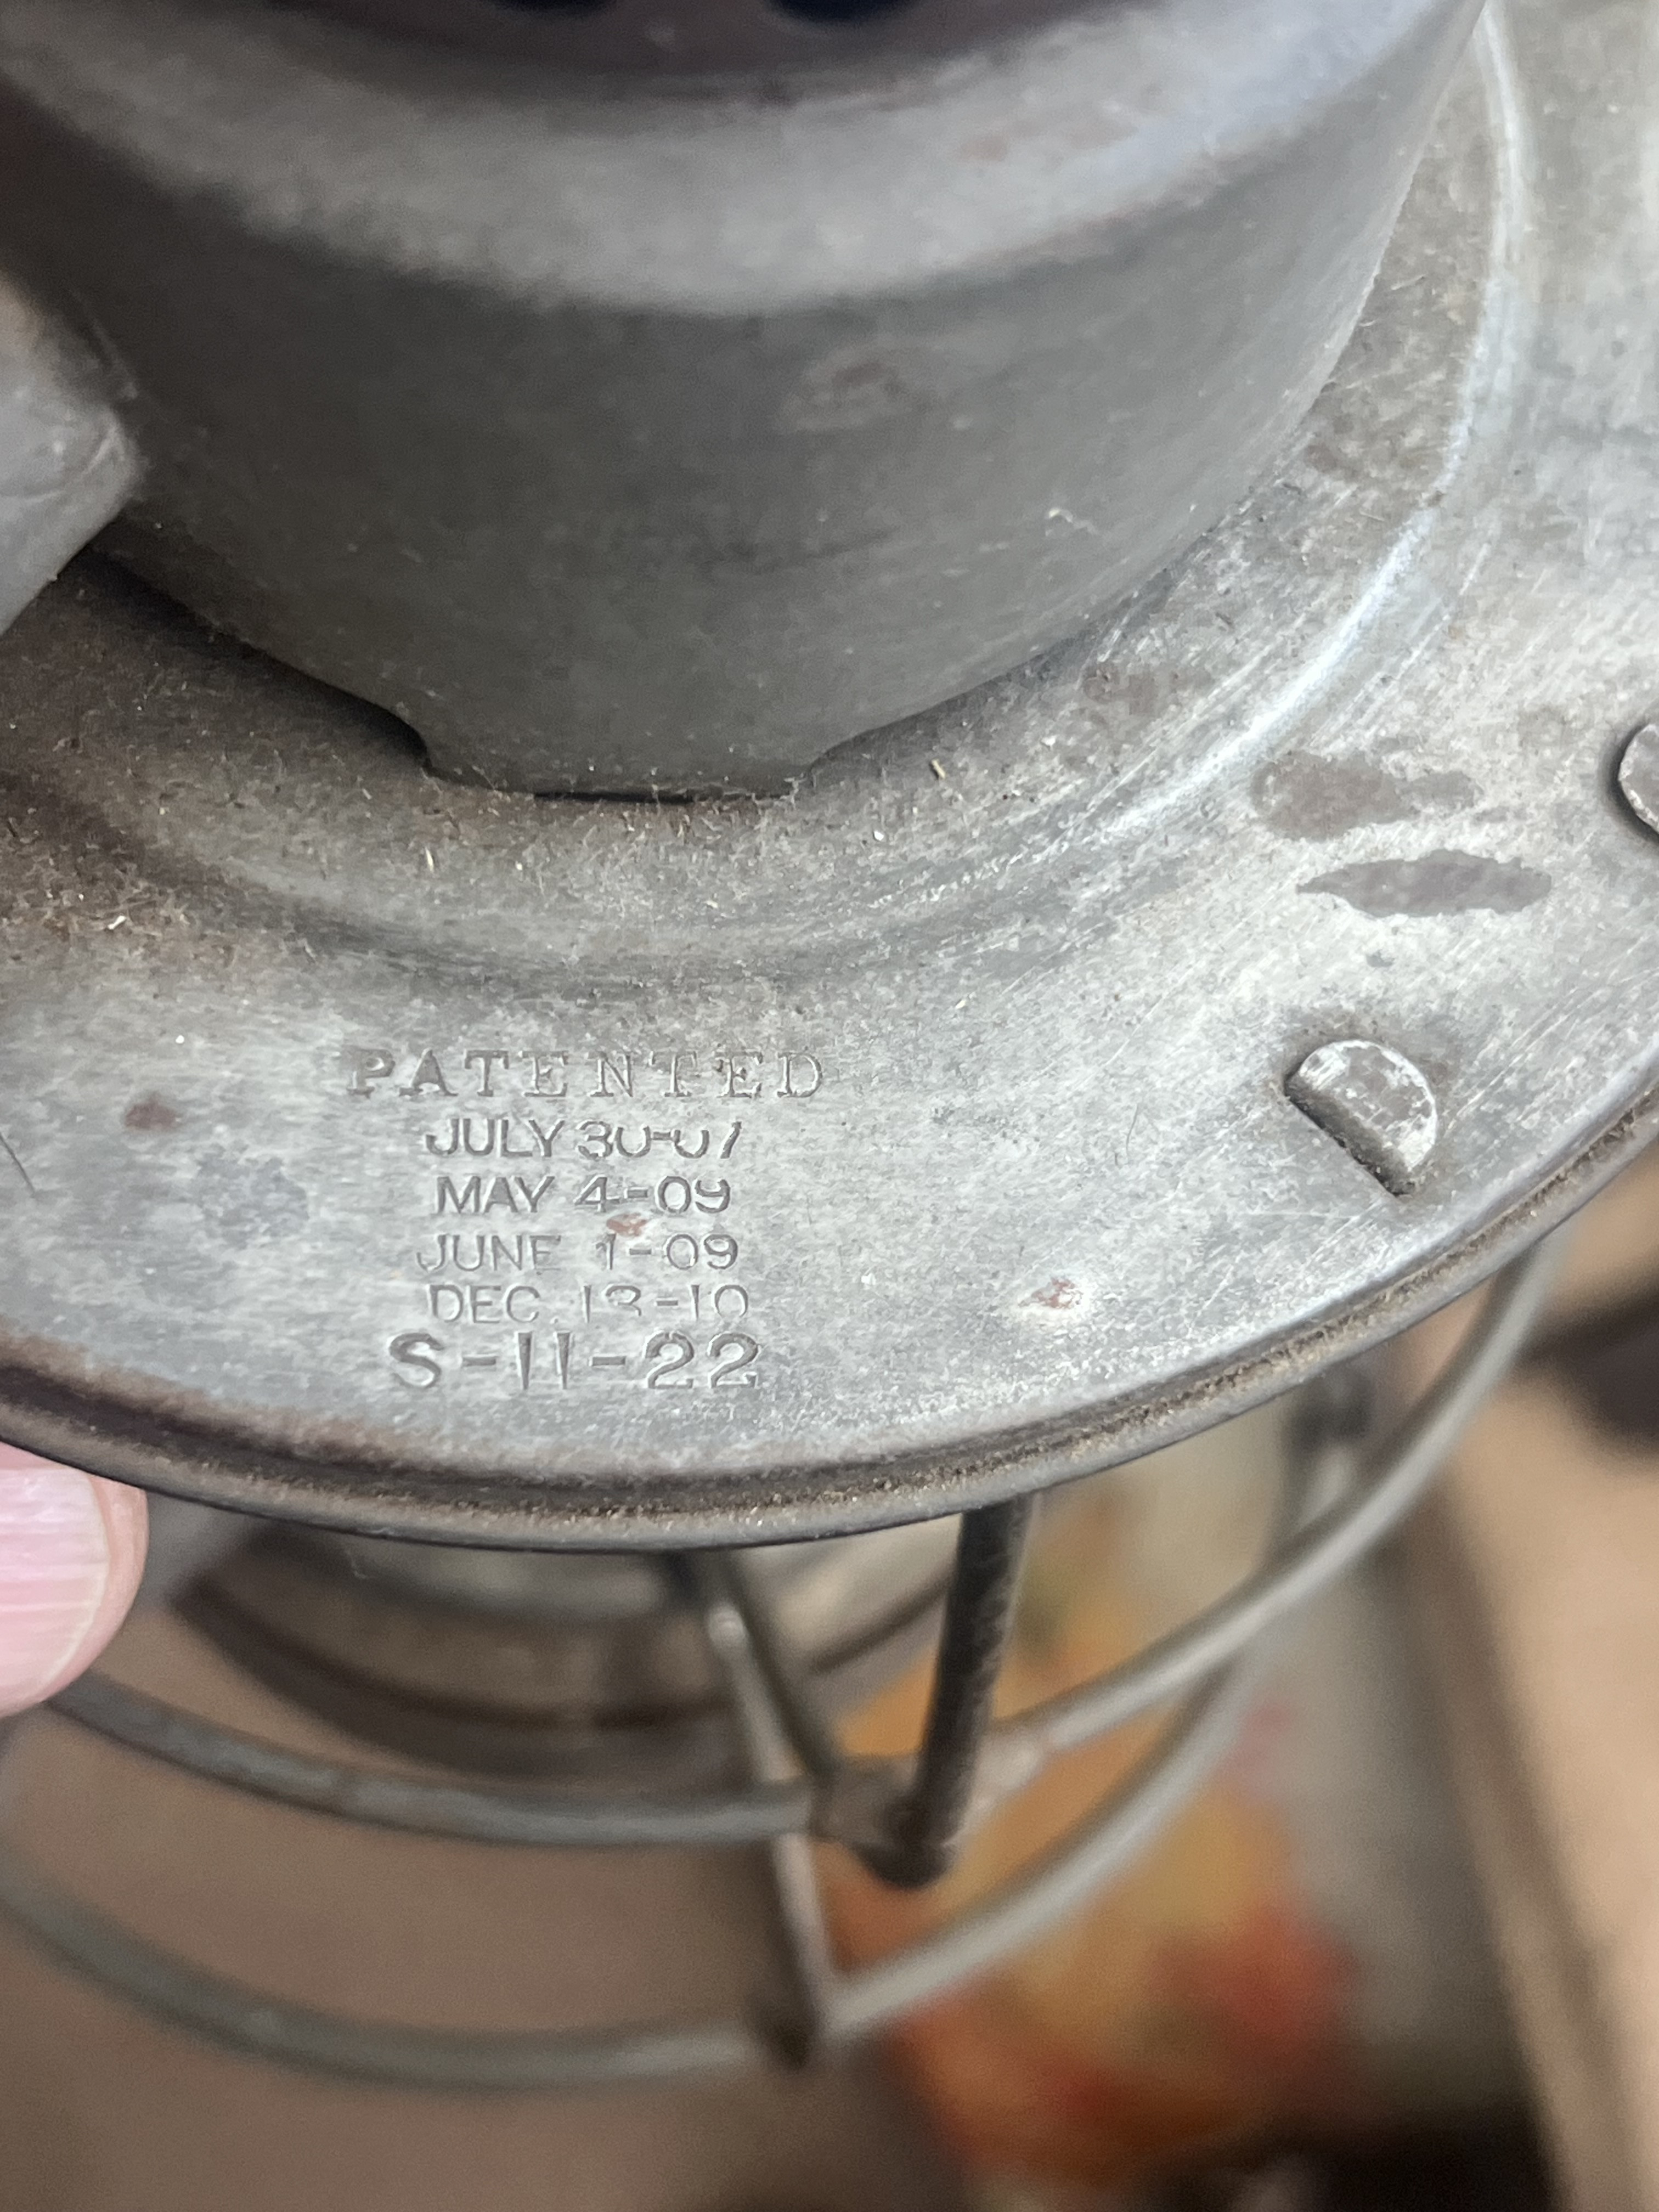 PATENTED
JULY 30-07
MAY 4-09
JUNE 1-09
DEC. 13-10
S-11-22